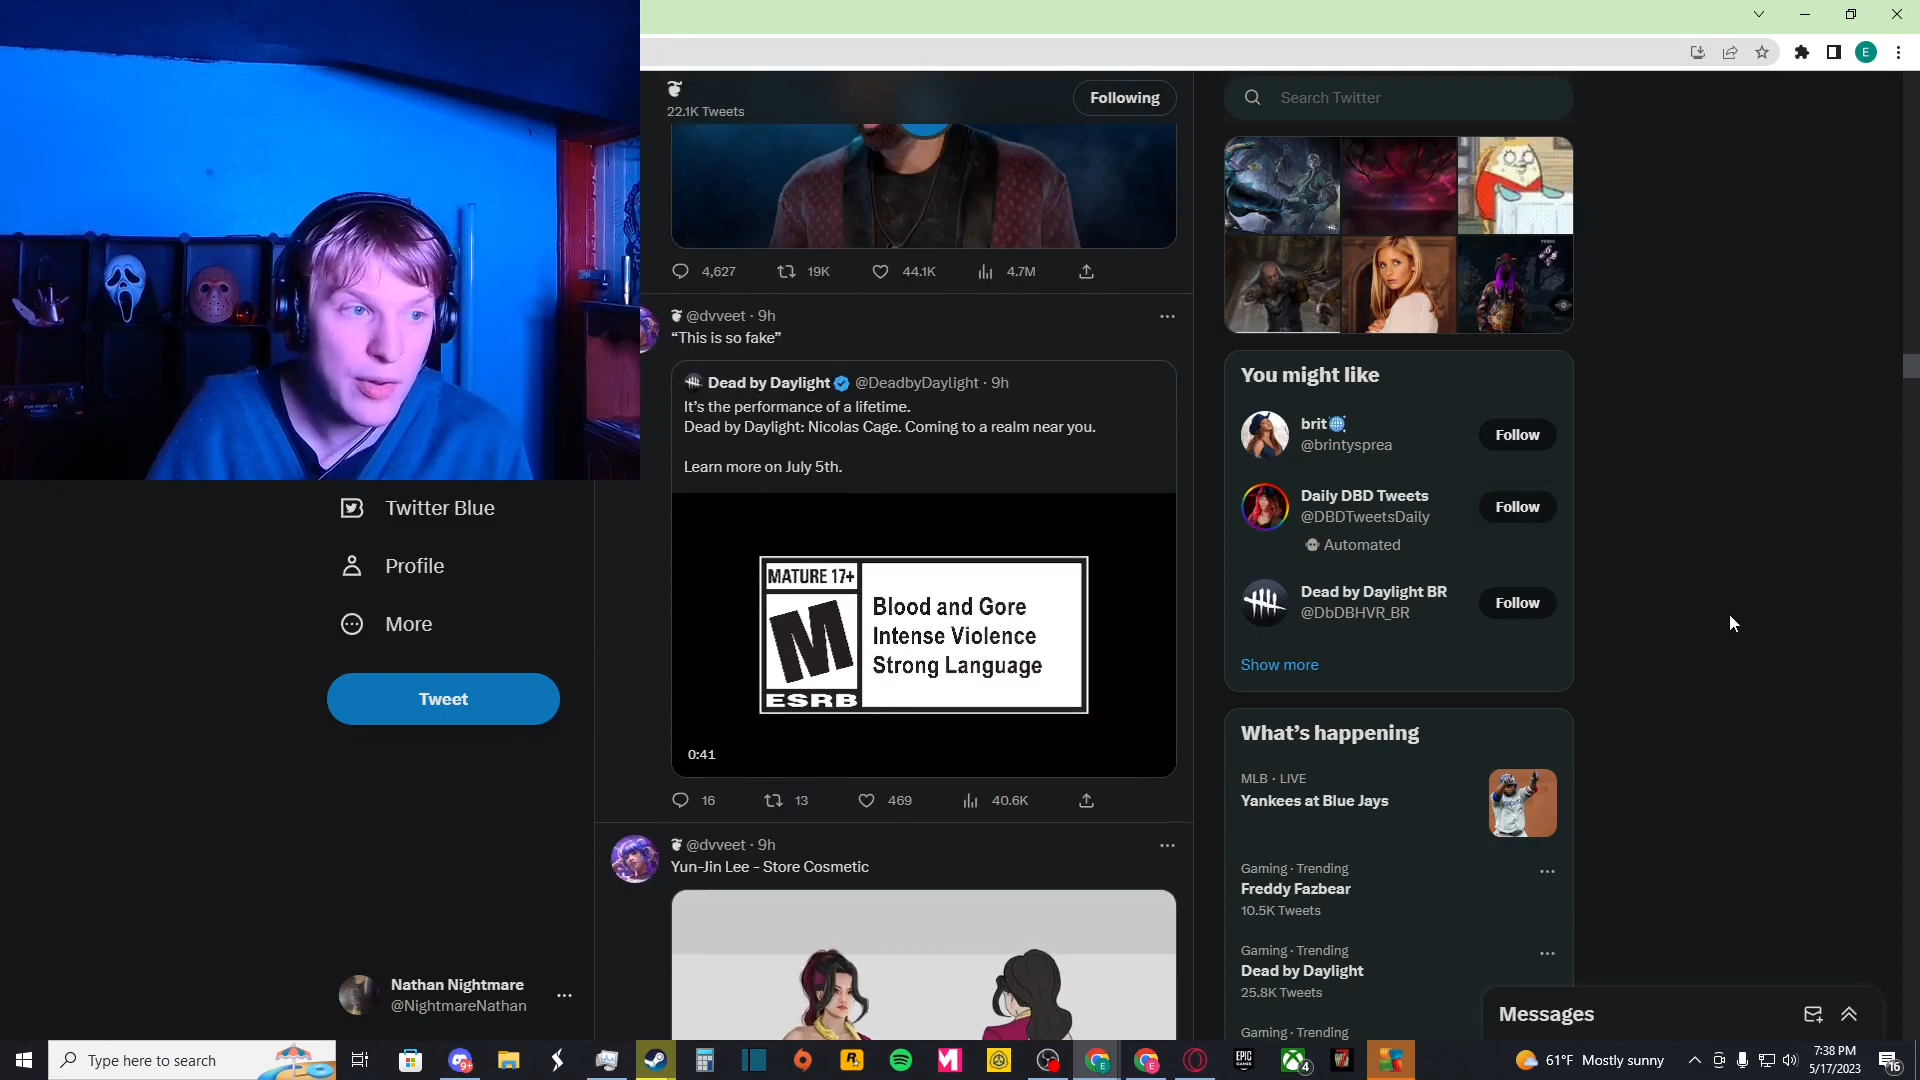 22.1K Tweets
Following
Search Twitter
4,627
19K
44.1K
4.7M
@dvveet · 9h
“This is so fake”
Dead by Daylight @DeadbyDaylight · 9h
It’s the performance of a lifetime.
Dead by Daylight: Nicolas Cage. Coming to a realm near you.
Learn more on July 5th.
MATURE 17+
M
ESRB
Blood and Gore
Intense Violence
Strong Language
0:41
16
13
469
40.6K
@dvveet · 9h
Yun-Jin Lee - Store Cosmetic
Twitter Blue
Profile
More
Tweet
Nathan Nightmare
@NightmareNathan
You might like
brit
@brintysprea
Follow
Daily DBD Tweets
@DBDTweetsDaily
Automated
Follow
Dead by Daylight BR
@DbDBHVR_BR
Follow
Show more
What’s happening
MLB · LIVE
Yankees at Blue Jays
Gaming · Trending
Freddy Fazbear
10.5K Tweets
Gaming · Trending
Dead by Daylight
25.8K Tweets
Gaming · Trending
Messages
E
Type here to search
9+
EPIC
GAMES
4
61°F Mostly sunny
7:38 PM
5/17/2023
16